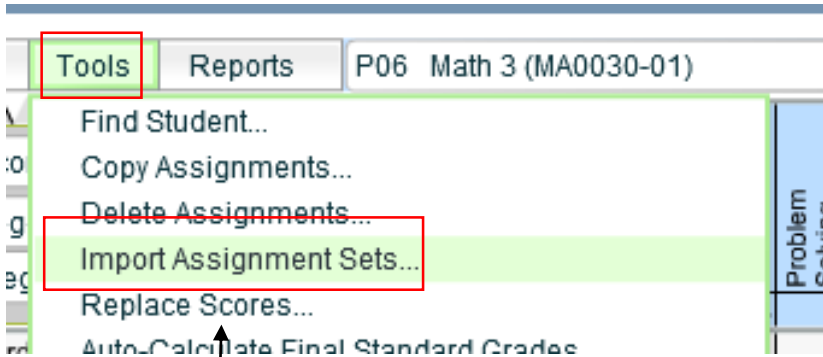 Tools Reports P06 Math 3 (MA0030-01)
Find Student...
Copy Assignments...
Delete Assignments...
Import Assignment Sets...
Replace Scores...
Auto-Calculate Final Standard Grades
Problem
Solving